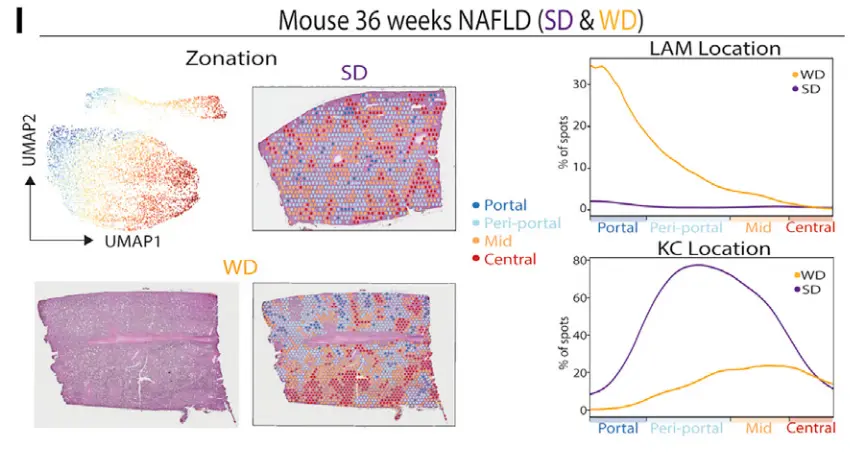 I
Mouse 36 weeks NAFLD (SD & WD)
Zonation
UMAP2
UMAP1
SD
WD
Portal
Peri-portal
Mid
Central
LAM Location
% of spots
30
20
10
0
WD
SD
Portal Peri-portal Mid Central
KC Location
% of spots
80
60
40
20
0
WD
SD
Portal Peri-portal Mid Central